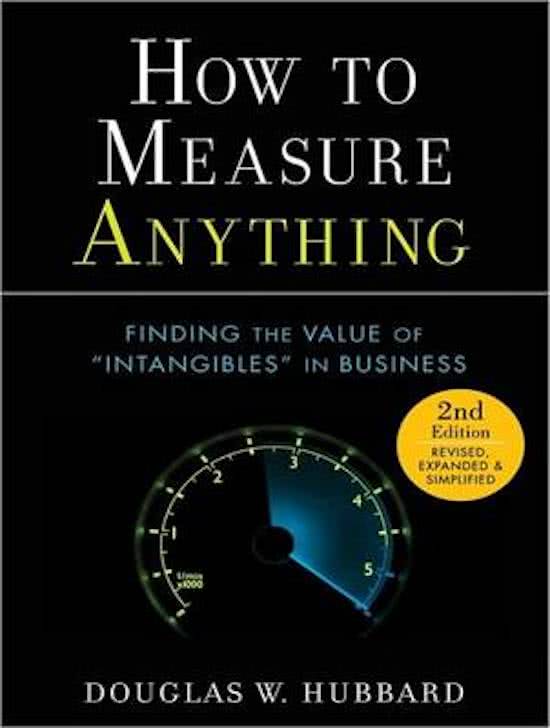 HOW TO
MEASURE
ANYTHING
FINDING THE VALUE OF
“INTANGIBLES” IN BUSINESS
2nd
Edition
REVISED,
EXPANDED &
SIMPLIFIED
1
2
3
4
5
x1000
DOUGLAS W. HUBBARD